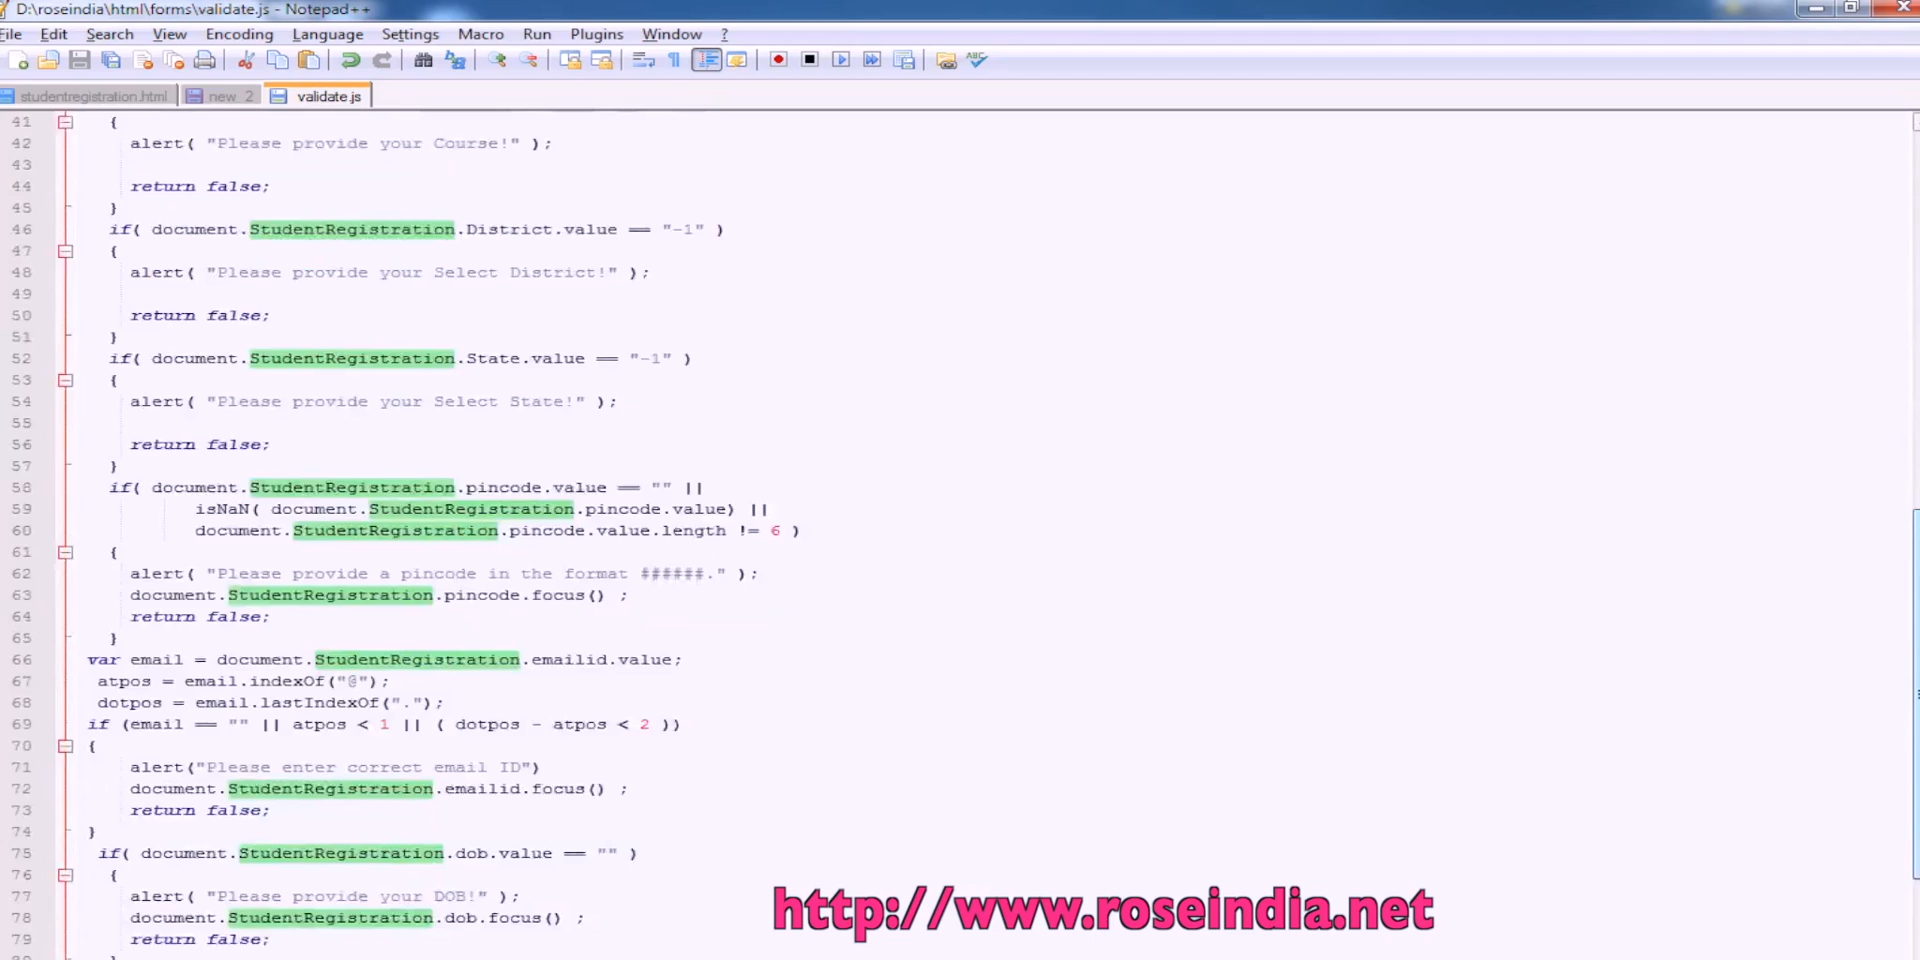 D:\roseindia\html\forms\validate.js - Notepad++
File Edit Search View Encoding Language Settings Macro Run Plugins Window ?
studentregistration.html new 2 validate.js
41 {
42 alert( "Please provide your Course!" );
43
44 return false;
45 }
46 if( document.StudentRegistration.District.value == "-1" )
47 {
48 alert( "Please provide your Select District!" );
49
50 return false;
51 }
52 if( document.StudentRegistration.State.value == "-1" )
53 {
54 alert( "Please provide your Select State!" );
55
56 return false;
57 }
58 if( document.StudentRegistration.pincode.value == "" ||
59 isNaN( document.StudentRegistration.pincode.value) ||
60 document.StudentRegistration.pincode.value.length != 6 )
61 {
62 alert( "Please provide a pincode in the format ######." );
63 document.StudentRegistration.pincode.focus() ;
64 return false;
65 }
66 var email = document.StudentRegistration.emailid.value;
67 atpos = email.indexOf("@");
68 dotpos = email.lastIndexOf(".");
69 if (email == "" || atpos < 1 || ( dotpos - atpos < 2 ))
70 {
71 alert("Please enter correct email ID")
72 document.StudentRegistration.emailid.focus() ;
73 return false;
74 }
75 if( document.StudentRegistration.dob.value == "" )
76 {
77 alert( "Please provide your DOB!" );
78 document.StudentRegistration.dob.focus() ;
79 return false;
http://www.roseindia.net